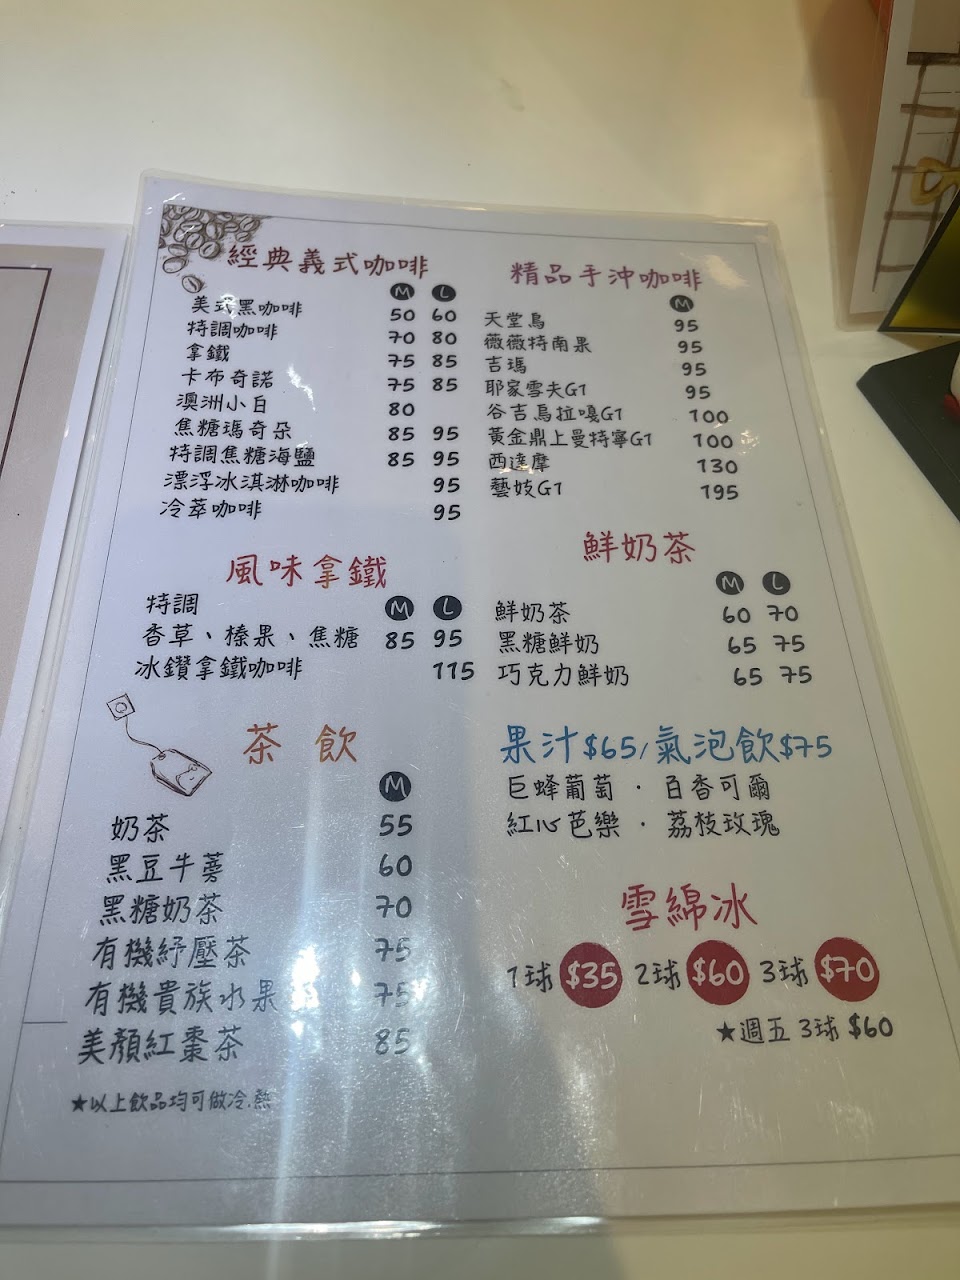 經典義式咖啡
M L
美式黑咖啡 50 60
特調咖啡 70 80
拿鐵 75 85
卡布奇諾 75 85
澳洲小白 80
焦糖瑪奇朵 85 95
特調焦糖海鹽 85 95
漂浮冰淇淋咖啡 95
冷萃咖啡 95
風味拿鐵
特調 M L
香草、榛果、焦糖 85 95
冰鑽拿鐵咖啡 115
茶飲
M
奶茶 55
黑豆牛蒡 60
黑糖奶茶 70
有機紓壓茶 75
有機貴族水果 75
美顏紅棗茶 85
★以上飲品均可做冷.熱
精品手沖咖啡
M
天堂鳥 95
薇薇特南果 95
吉瑪 95
耶家雪夫G1 95
谷吉烏拉嘎G1 100
黃金鼎上曼特寧G1 100
西達摩 130
藝妓G1 195
鮮奶茶
M L
鮮奶茶 60 70
黑糖鮮奶 65 75
巧克力鮮奶 65 75
果汁$65/氣泡飲$75
巨蜂葡萄 · 百香可爾
紅心芭樂 · 荔枝玫瑰
雪綿冰
1球 $35 2球 $60 3球 $70
★週五 3球 $60